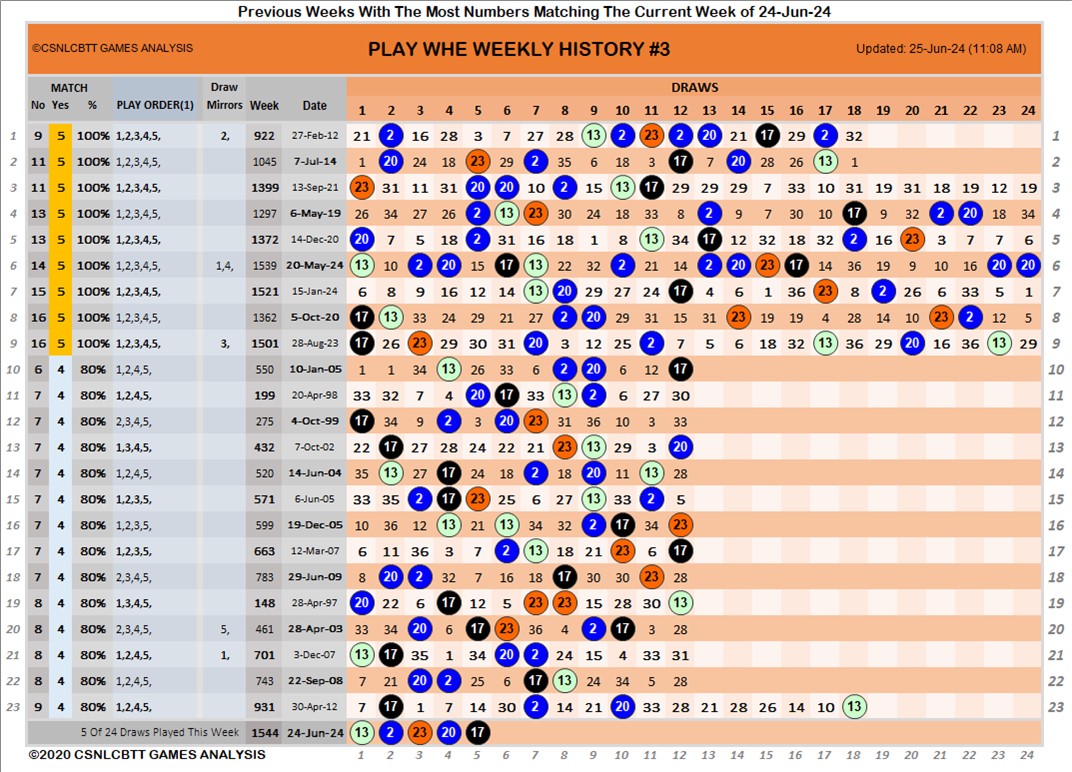 Previous Weeks With The Most Numbers Matching The Current Week of 24-Jun-24
©CSNLCBTT GAMES ANALYSIS PLAY WHE WEEKLY HISTORY #3 Updated: 25-Jun-24 (11:08 AM)
MATCH Draw DRAWS
No Yes % PLAY ORDER(1) Mirrors Week Date 1 2 3 4 5 6 7 8 9 10 11 12 13 14 15 16 17 18 19 20 21 22 23 24
1 9 5 100% 1,2,3,4,5, 2, 922 27-Feb-12 21 2 16 28 3 7 27 28 13 2 23 2 20 21 17 29 2 32 1
2 11 5 100% 1,2,3,4,5, 1045 7-Jul-14 1 20 24 18 23 29 2 35 6 18 3 17 7 20 28 26 13 1 2
3 11 5 100% 1,2,3,4,5, 1399 13-Sep-21 23 31 11 31 20 20 10 2 15 13 17 29 29 29 7 33 10 31 19 31 18 19 12 19 3
4 13 5 100% 1,2,3,4,5, 1297 6-May-19 26 34 27 26 2 13 23 30 24 18 33 8 2 9 7 30 10 17 9 32 2 20 18 34 4
5 13 5 100% 1,2,3,4,5, 1372 14-Dec-20 20 7 5 18 2 31 16 18 1 8 13 34 17 12 32 18 32 2 16 23 3 7 7 6 5
6 14 5 100% 1,2,3,4,5, 1,4, 1539 20-May-24 13 10 2 20 15 17 13 22 32 2 21 14 2 20 23 17 14 36 19 9 10 16 20 20 6
7 15 5 100% 1,2,3,4,5, 1521 15-Jan-24 6 8 9 16 12 14 13 20 29 27 24 17 4 6 1 36 23 8 2 26 6 33 5 1 7
8 16 5 100% 1,2,3,4,5, 1362 5-Oct-20 17 13 33 24 29 21 27 2 20 29 31 15 31 23 19 19 4 28 14 10 23 2 12 5 8
9 16 5 100% 1,2,3,4,5, 3, 1501 28-Aug-23 17 26 23 29 30 31 20 3 12 25 2 7 5 6 18 32 13 36 29 20 16 36 23 29 9
10 6 4 80% 1,2,4,5, 550 10-Jan-05 1 1 34 13 26 33 6 2 20 6 12 17 10
11 7 4 80% 1,2,4,5, 199 20-Apr-98 33 32 7 4 20 17 33 13 2 6 27 30 11
12 7 4 80% 2,3,4,5, 275 4-Oct-99 17 34 9 2 3 20 23 31 36 10 3 33 12
13 7 4 80% 1,3,4,5, 432 7-Oct-02 22 17 27 28 24 22 21 23 13 29 3 20 13
14 7 4 80% 1,2,4,5, 520 14-Jun-04 35 13 27 17 24 18 2 18 20 11 13 28 14
15 7 4 80% 1,2,3,5, 571 6-Jun-05 33 35 2 17 23 25 6 27 13 33 2 5 15
16 7 4 80% 1,2,3,5, 599 19-Dec-05 10 36 12 13 21 13 34 32 2 17 34 23 16
17 7 4 80% 1,2,3,5, 663 12-Mar-07 6 11 36 3 7 2 13 18 21 23 6 17 17
18 7 4 80% 2,3,4,5, 783 29-Jun-09 8 20 2 32 7 16 18 17 30 30 23 28 18
19 8 4 80% 1,3,4,5, 148 28-Apr-97 20 22 6 17 12 5 23 23 15 28 30 13 19
20 8 4 80% 2,3,4,5, 5, 461 28-Apr-03 33 34 20 6 17 23 36 4 2 17 3 28 20
21 8 4 80% 1,2,4,5, 1, 701 3-Dec-07 13 17 35 1 34 20 2 24 15 4 33 31 21
22 8 4 80% 1,2,4,5, 743 22-Sep-08 7 21 20 2 25 6 17 13 24 34 5 28 22
23 9 4 80% 1,2,4,5, 931 30-Apr-12 7 17 1 7 14 30 2 14 21 20 33 28 21 28 26 14 10 13 23
5 Of 24 Draws Played This Week 1544 24-Jun-24 13 2 23 20 17
©2020 CSNLCBTT GAMES ANALYSIS 1 2 3 4 5 6 7 8 9 10 11 12 13 14 15 16 17 18 19 20 21 22 23 24